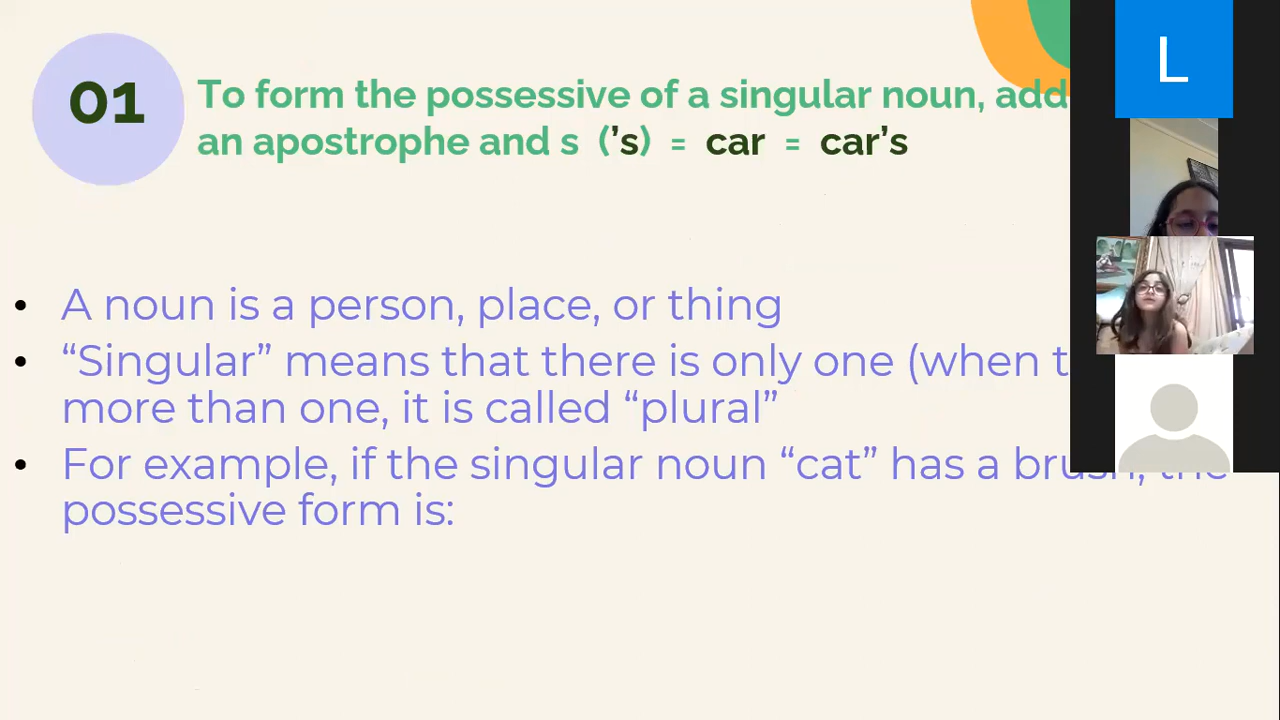 01
To form the possessive of a singular noun, add
an apostrophe and s (’s) = car = car’s
• A noun is a person, place, or thing
• “Singular” means that there is only one (when
more than one, it is called “plural”
• For example, if the singular noun “cat” has a brush, the
possessive form is:
L